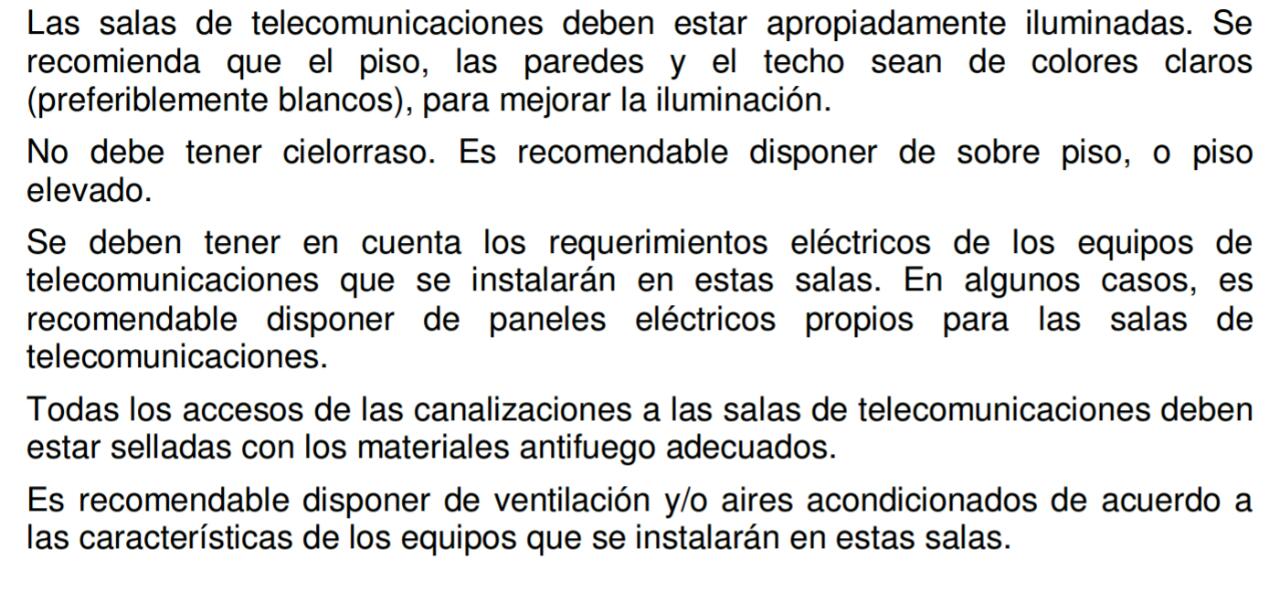 Las salas de telecomunicaciones deben estar apropiadamente iluminadas. Se
recomienda que el piso, las paredes y el techo sean de colores claros
(preferiblemente blancos), para mejorar la iluminación.
No debe tener cielorraso. Es recomendable disponer de sobre piso, o piso
elevado.
Se deben tener en cuenta los requerimientos eléctricos de los equipos de
telecomunicaciones que se instalarán en estas salas. En algunos casos, es
recomendable disponer de paneles eléctricos propios para las salas de
telecomunicaciones.
Todas los accesos de las canalizaciones a las salas de telecomunicaciones deben
estar selladas con los materiales antifuego adecuados.
Es recomendable disponer de ventilación y/o aires acondicionados de acuerdo a
las características de los equipos que se instalarán en estas salas.